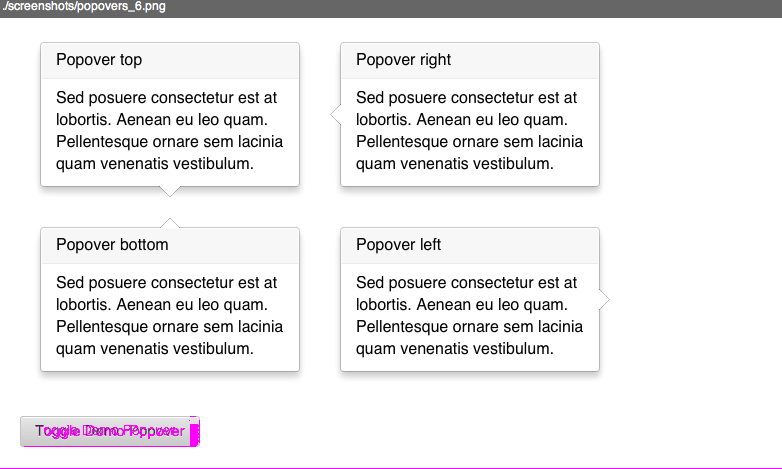 ./screenshots/popovers_6.png
Popover top
Sed posuere consectetur est at
lobortis. Aenean eu leo quam.
Pellentesque ornare sem lacinia
quam venenatis vestibulum.
Popover right
Sed posuere consectetur est at
lobortis. Aenean eu leo quam.
Pellentesque ornare sem lacinia
quam venenatis vestibulum.
Popover bottom
Sed posuere consectetur est at
lobortis. Aenean eu leo quam.
Pellentesque ornare sem lacinia
quam venenatis vestibulum.
Popover left
Sed posuere consectetur est at
lobortis. Aenean eu leo quam.
Pellentesque ornare sem lacinia
quam venenatis vestibulum.
Toggle Demo Popover